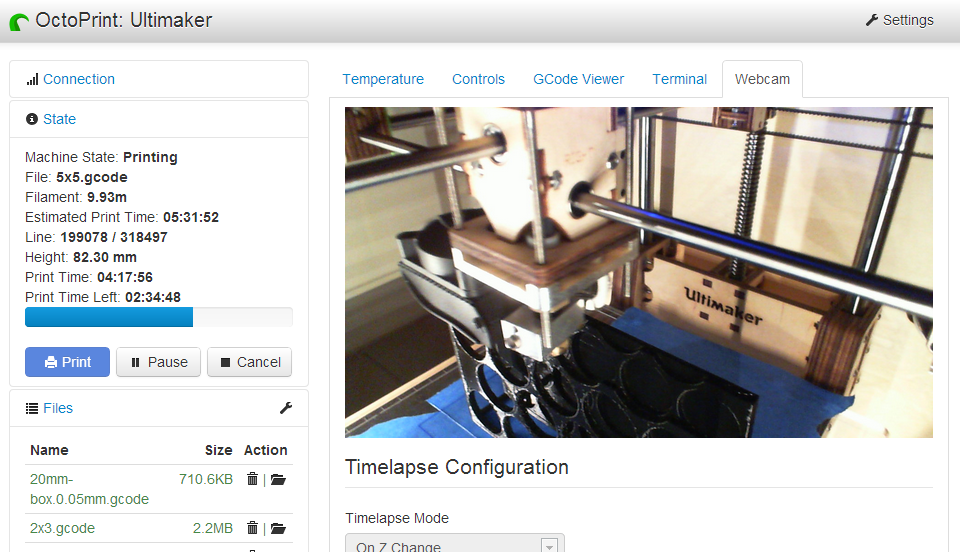 OctoPrint: Ultimaker
Settings
Connection
State
Machine State: Printing
File: 5x5.gcode
Filament: 9.93m
Estimated Print Time: 05:31:52
Line: 199078 / 318497
Height: 82.30 mm
Print Time: 04:17:56
Print Time Left: 02:34:48
Print
Pause
Cancel
Files
Name Size Action
20mm-
box.0.05mm.gcode 710.6KB |
2x3.gcode 2.2MB |
Temperature Controls GCode Viewer Terminal Webcam
Ultimaker
Timelapse Configuration
Timelapse Mode
On Z Change